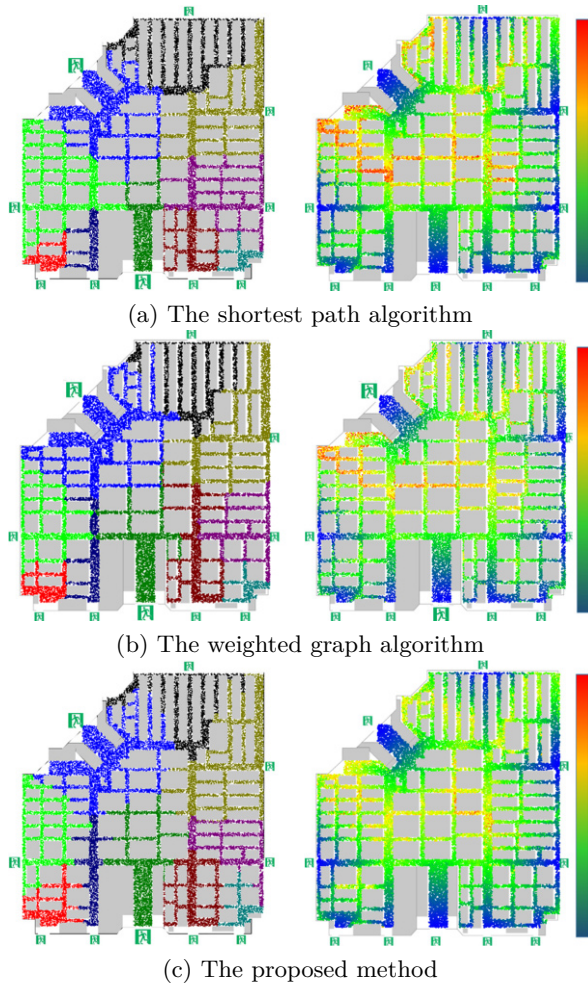 (a) The shortest path algorithm
(b) The weighted graph algorithm
(c) The proposed method